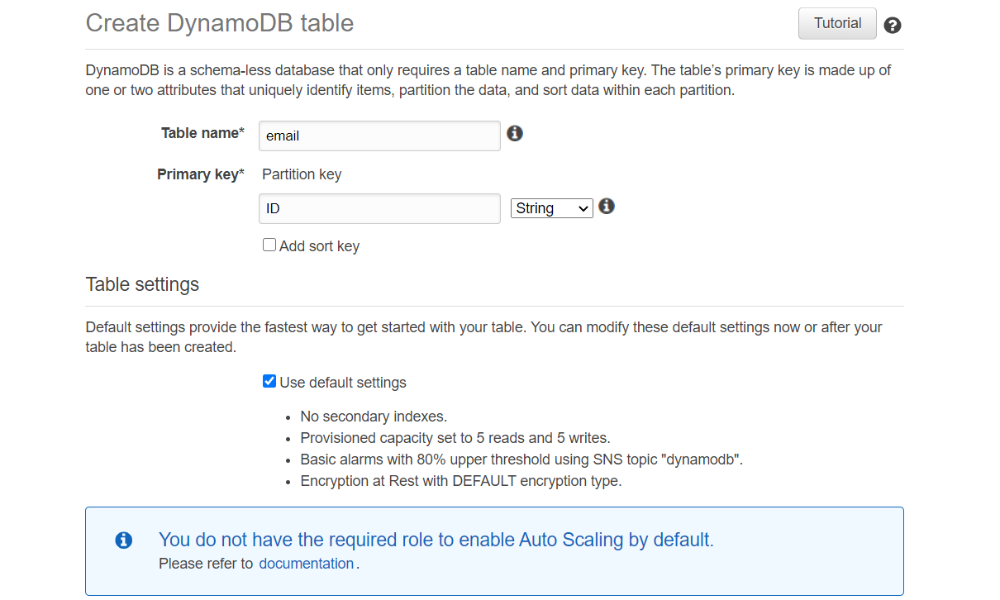 Create DynamoDB table
Tutorial
DynamoDB is a schema-less database that only requires a table name and primary key. The table’s primary key is made up of
one or two attributes that uniquely identify items, partition the data, and sort data within each partition.
Table name* email
Primary key* Partition key
ID String
Add sort key
Table settings
Default settings provide the fastest way to get started with your table. You can modify these default settings now or after your
table has been created.
Use default settings
• No secondary indexes.
• Provisioned capacity set to 5 reads and 5 writes.
• Basic alarms with 80% upper threshold using SNS topic "dynamodb".
• Encryption at Rest with DEFAULT encryption type.
You do not have the required role to enable Auto Scaling by default.
Please refer to documentation.